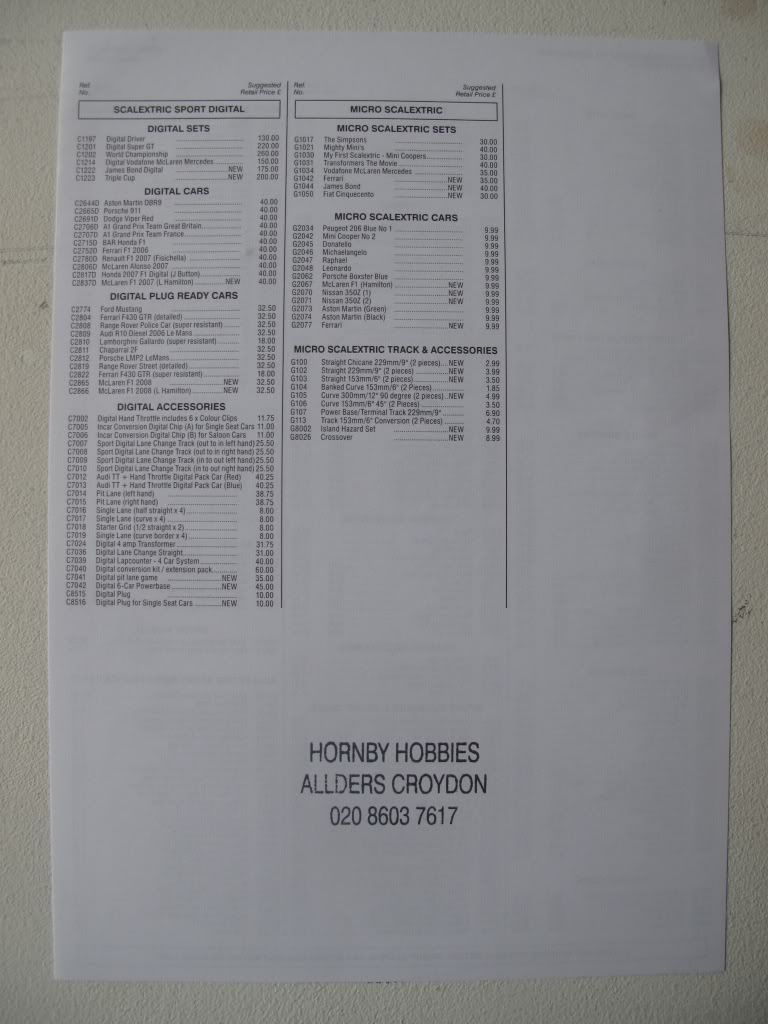 Ref. No. Suggested Retail Price £
SCALEXTRIC SPORT DIGITAL
DIGITAL SETS
C1197 Digital Driver 130.00
C1201 Digital Super GT 220.00
C1202 World Championship 260.00
C1214 Digital Vodafone McLaren Mercedes 150.00
C1222 James Bond Digital NEW 175.00
C1223 Triple Cup NEW 200.00
DIGITAL CARS
C2644D Aston Martin DBR9 40.00
C2665D Porsche 911 40.00
C2691D Dodge Viper Red 40.00
C2706D A1 Grand Prix Team Great Britain 40.00
C2707D A1 Grand Prix Team France 40.00
C2715D BAR Honda F1 40.00
C2752D Ferrari F1 2006 40.00
C2780D Renault F1 2007 (Fisichella) 40.00
C2806D McLaren Alonso 2007 40.00
C2817D Honda 2007 F1 Digital (J Button) 40.00
C2837D McLaren F1 2007 (L Hamilton) NEW 40.00
DIGITAL PLUG READY CARS
C2774 Ford Mustang 32.50
C2804 Ferrari F430 GTR (detailed) 32.50
C2808 Range Rover Police Car (super resistant) 32.50
C2809 Audi R10 Diesel 2006 Le Mans 32.50
C2810 Lamborghini Gallardo (super resistant) 18.00
C2811 Chaparral 2F 32.50
C2812 Porsche LMP2 LeMans 32.50
C2819 Range Rover Street (detailed) 32.50
C2822 Ferrari F430 GTR (super resistant) 18.00
C2865 McLaren F1 2008 NEW 32.50
C2866 McLaren F1 2008 (L Hamilton) NEW 32.50
DIGITAL ACCESSORIES
C7002 Digital Hand Throttle includes 6 x Colour Clips 11.75
C7005 Incar Conversion Digital Chip (A) for Single Seat Cars 11.00
C7006 Incar Conversion Digital Chip (B) for Saloon Cars 11.00
C7007 Sport Digital Lane Change Track (out to in left hand) 25.50
C7008 Sport Digital Lane Change Track (out to in right hand) 25.50
C7009 Sport Digital Lane Change Track (in to out left hand) 25.50
C7010 Sport Digital Lane Change Track (in to out right hand) 25.50
C7012 Audi TT + Hand Throttle Digital Pack Car (Red) 40.25
C7013 Audi TT + Hand Throttle Digital Pack Car (Blue) 40.25
C7014 Pit Lane (left hand) 38.75
C7015 Pit Lane (right hand) 38.75
C7016 Single Lane (half straight x 4) 8.00
C7017 Single Lane (curve x 4) 8.00
C7018 Starter Grid (1/2 straight x 2) 8.00
C7019 Single Lane (curve border x 4) 8.00
C7024 Digital 4 amp Transformer 31.75
C7036 Digital Lane Change Straight 31.00
C7039 Digital Lapcounter - 4 Car System 40.00
C7040 Digital conversion kit / extension pack 60.00
C7041 Digital pit lane game NEW 35.00
C7042 Digital 6-Car Powerbase NEW 45.00
C8515 Digital Plug 10.00
C8516 Digital Plug for Single Seat Cars NEW 10.00
Ref. No. Suggested Retail Price £
MICRO SCALEXTRIC
MICRO SCALEXTRIC SETS
G1017 The Simpsons 30.00
G1021 Mighty Mini's 40.00
G1030 My First Scalextric - Mini Coopers 30.00
G1031 Transformers The Movie 40.00
G1034 Vodafone McLaren Mercedes 35.00
G1042 Ferrari NEW 35.00
G1044 James Bond NEW 40.00
G1050 Fiat Cinquecento NEW 30.00
MICRO SCALEXTRIC CARS
G2034 Peugeot 206 Blue No 1 9.99
G2042 Mini Cooper No 2 9.99
G2045 Donatello 9.99
G2046 Michaelangelo 9.99
G2047 Raphael 9.99
G2048 Leonardo 9.99
G2062 Porsche Boxster Blue 9.99
G2067 McLaren F1 (Hamilton) NEW 9.99
G2070 Nissan 350Z (1) NEW 9.99
G2071 Nissan 350Z (2) NEW 9.99
G2073 Aston Martin (Green) 9.99
G2074 Aston Martin (Black) 9.99
G2077 Ferrari NEW 9.99
MICRO SCALEXTRIC TRACK & ACCESSORIES
G100 Straight Chicane 229mm/9" (2 pieces) NEW 2.99
G102 Straight 229mm/9" (2 pieces) NEW 3.99
G103 Straight 153mm/6" (2 pieces) NEW 3.50
G104 Banked Curve 153mm/6" (2 Pieces) 1.85
G105 Curve 300mm/12" 90 degree (2 pieces) NEW 4.99
G106 Curve 153mm/6" 45° (2 Pieces) 3.50
G107 Power Base/Terminal Track 229mm/9" 6.90
G113 Track 153mm/6" Conversion (2 Pieces) 4.70
G8002 Island Hazard Set NEW 9.99
G8026 Crossover NEW 8.99
HORNBY HOBBIES
ALLDERS CROYDON
020 8603 7617